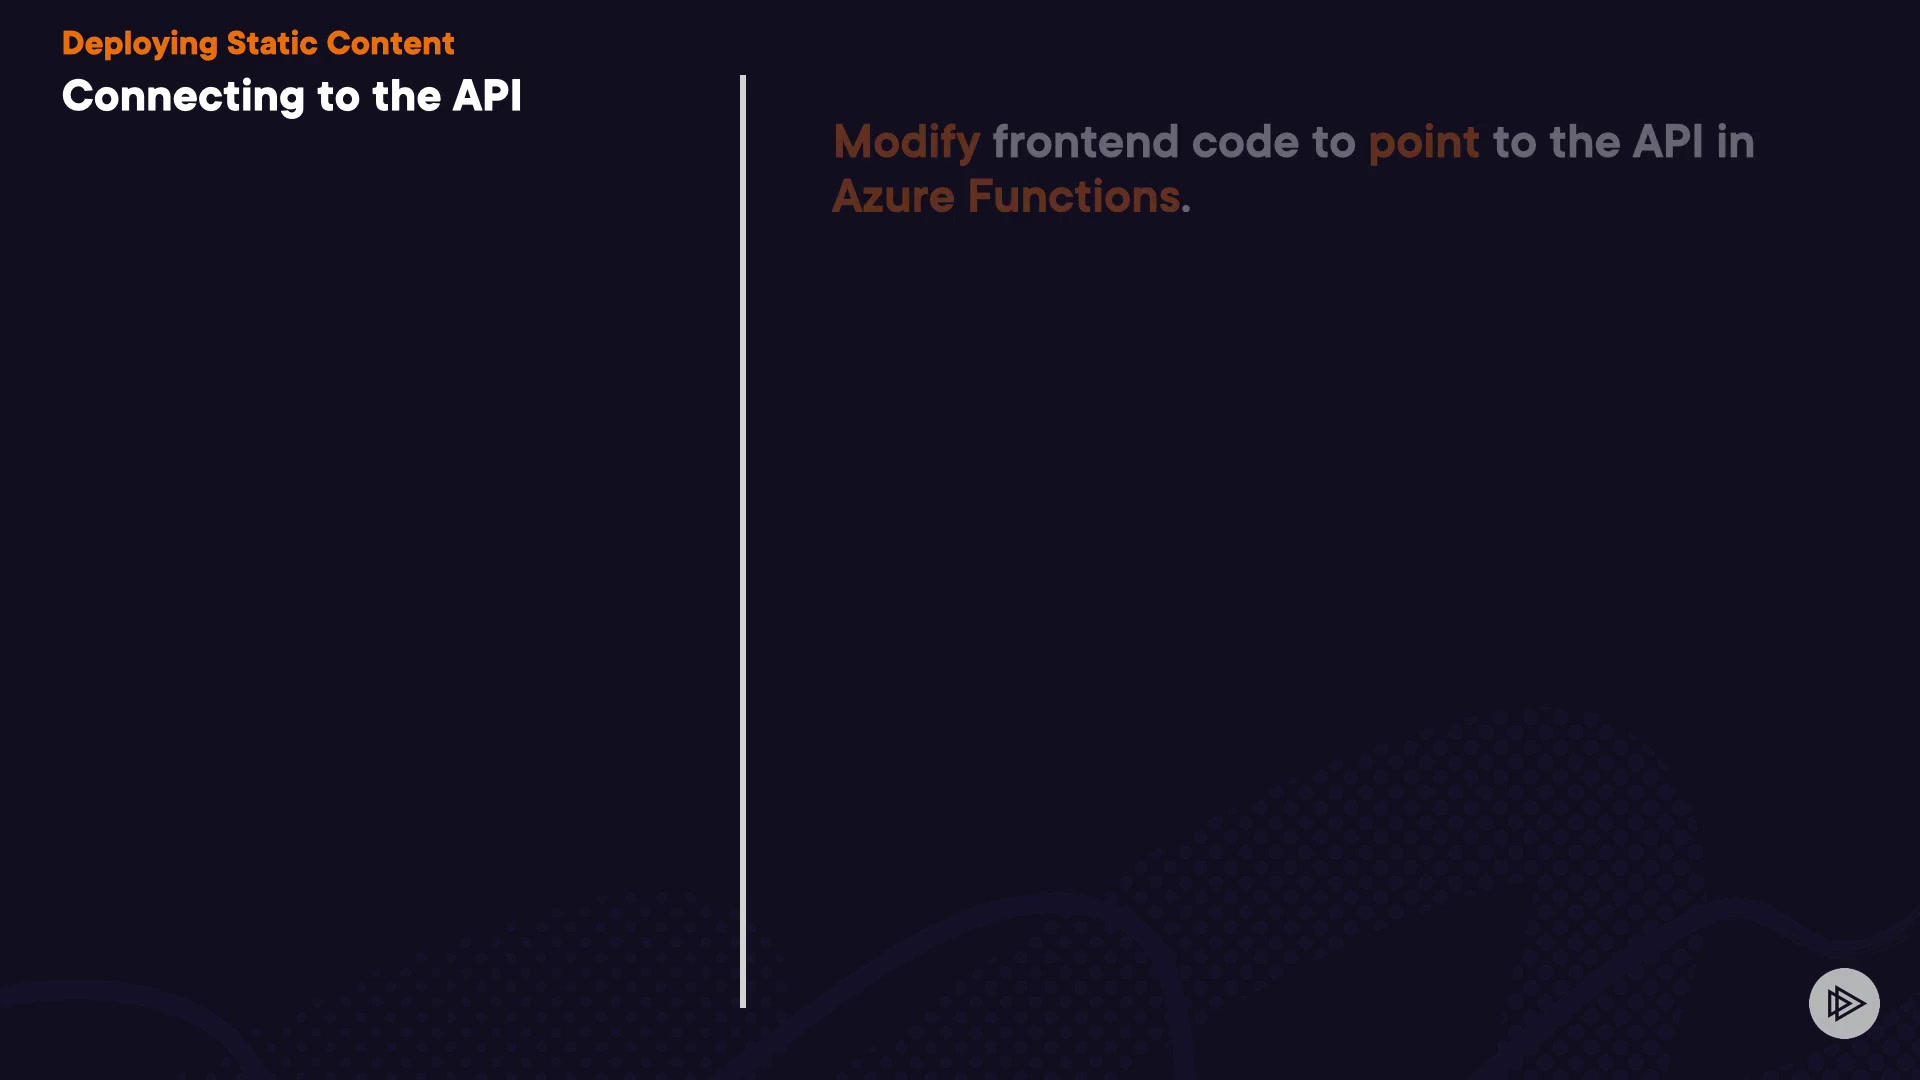 Deploying Static Content
Connecting to the API
Modify frontend code to point to the API in
Azure Functions.